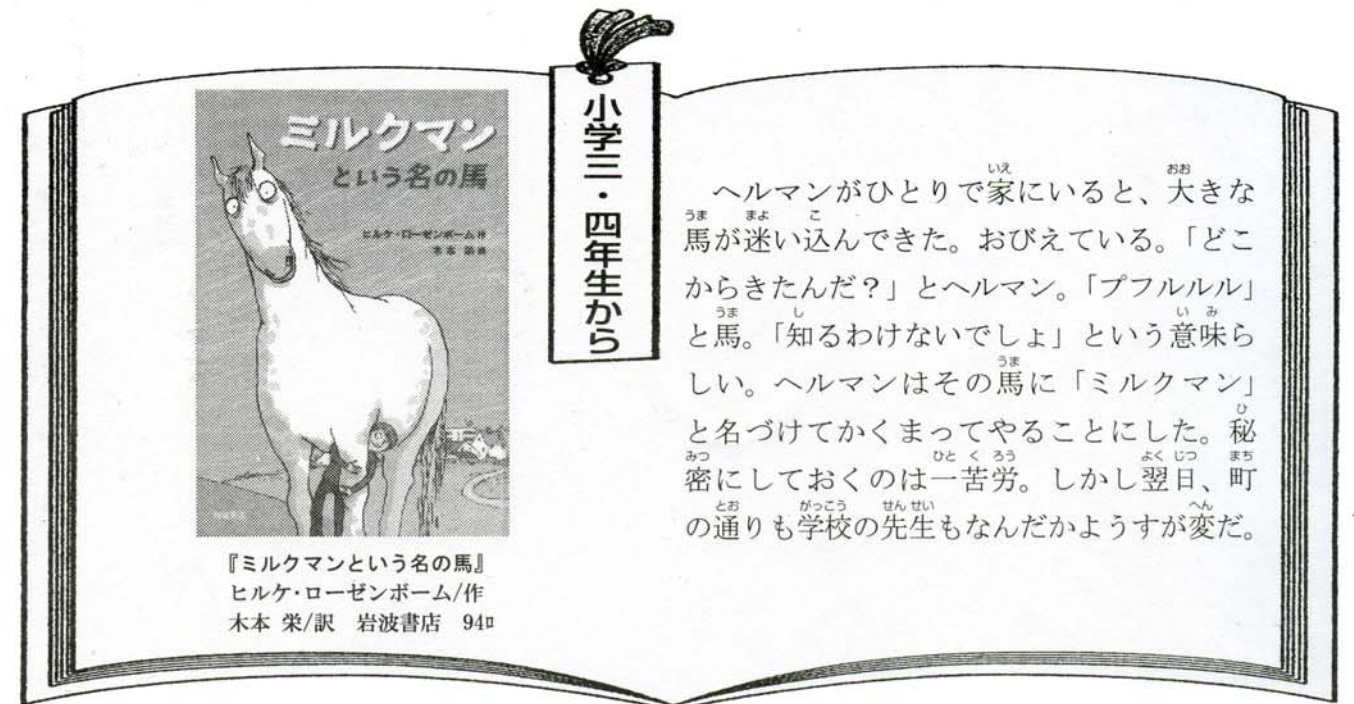 ミルクマン
という名の馬
ヒルケ・ローゼンボーム作
木本 栄訳
『ミルクマンという名の馬』
ヒルケ・ローゼンボーム/作
木本 栄/訳 岩波書店 94ロ
小学三・四年生から
ヘルマンがひとりで家にいると、大きな
馬が迷い込んできた。おびえている。「どこ
からきたんだ?」とヘルマン。「プフルルル」
と馬。「知るわけないでしょ」という意味ら
しい。ヘルマンはその馬に「ミルクマン」
と名づけてかくまってやることにした。秘
密にしておくのは一苦労。しかし翌日、町
の通りも学校の先生もなんだかようすが変だ。